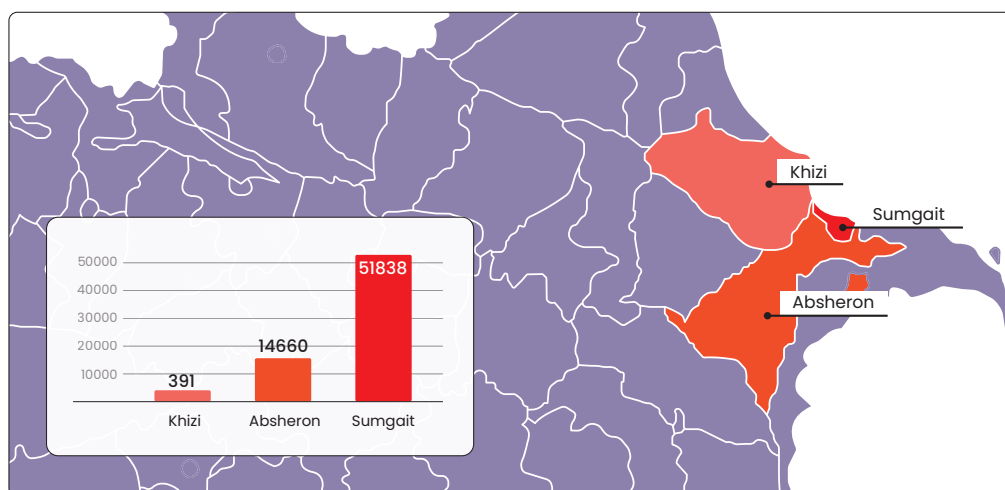 Khizi
Sumgait
Absheron
50000
40000
30000
20000
10000
391
14660
51838
Khizi
Absheron
Sumgait